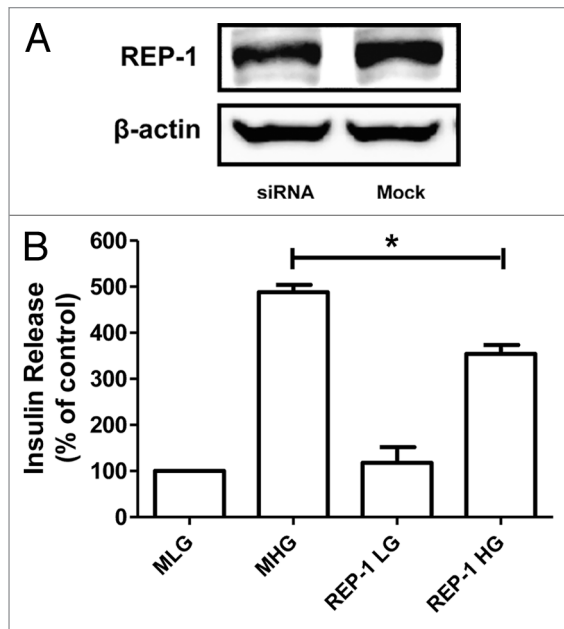 A
REP-1
β-actin
siRNA Mock
B
Insulin Release
(% of control)
600
500
400
300
200
100
0
*
MLG
MHG
REP-1 LG
REP-1 HG